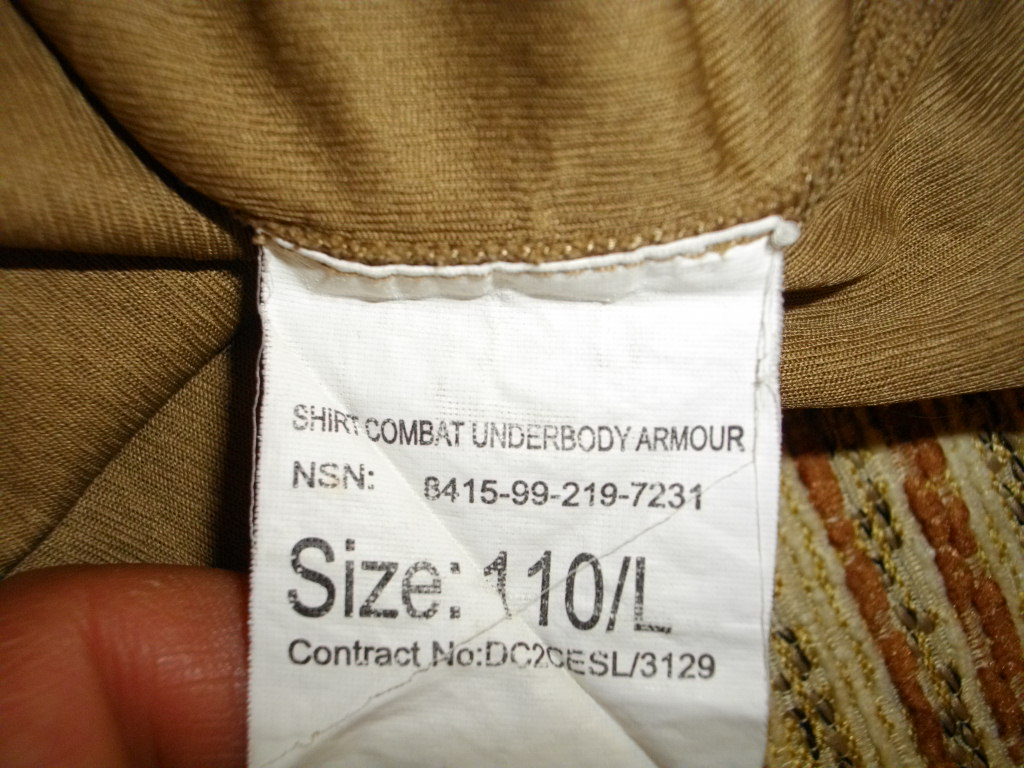 SHIRT COMBAT UNDERBODY ARMOUR
NSN: 8415-99-219-7231
Size: 110/L
Contract No:DC2CESL/3129